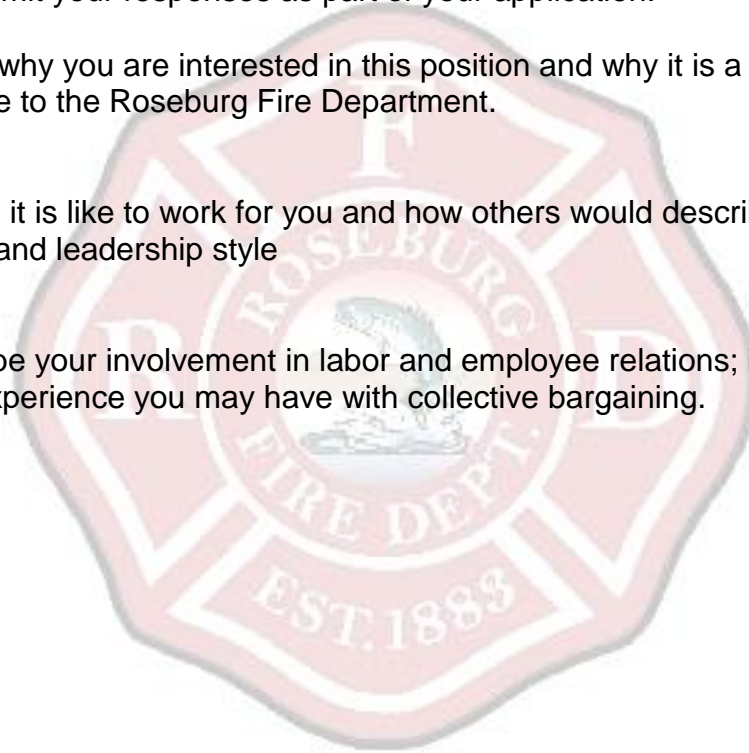 mit your responses as part of your application.
why you are interested in this position and why it is a
e to the Roseburg Fire Department.
F
it is like to work for you and how others would descri
and leadership style
ROSEBURG
R
D
be your involvement in labor and employee relations; i
xperience you may have with collective bargaining.
FIRE DEPT.
EST. 1883